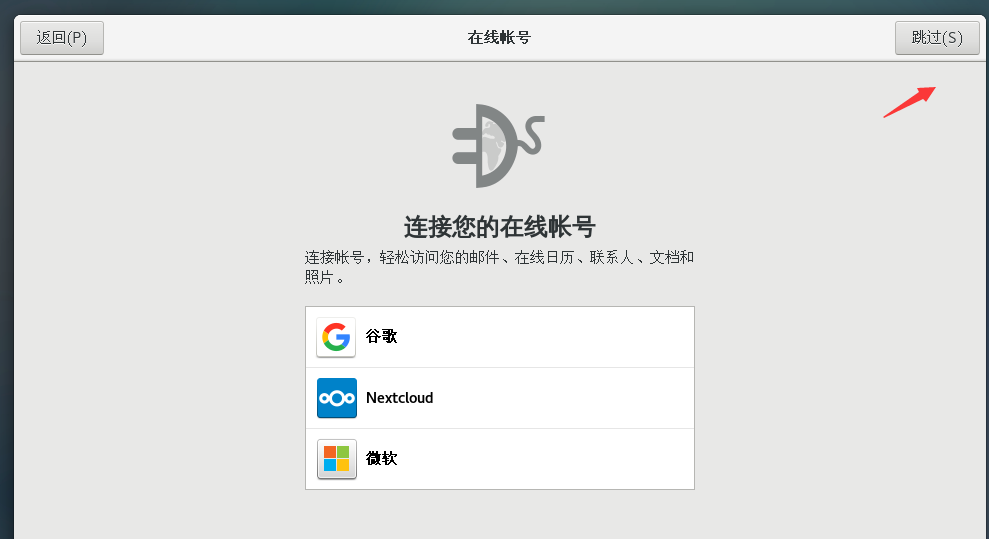 返回(P)
在线帐号
跳过(S)
连接您的在线帐号
连接帐号，轻松访问您的邮件、在线日历、联系人、文档和
照片。
谷歌
Nextcloud
微软